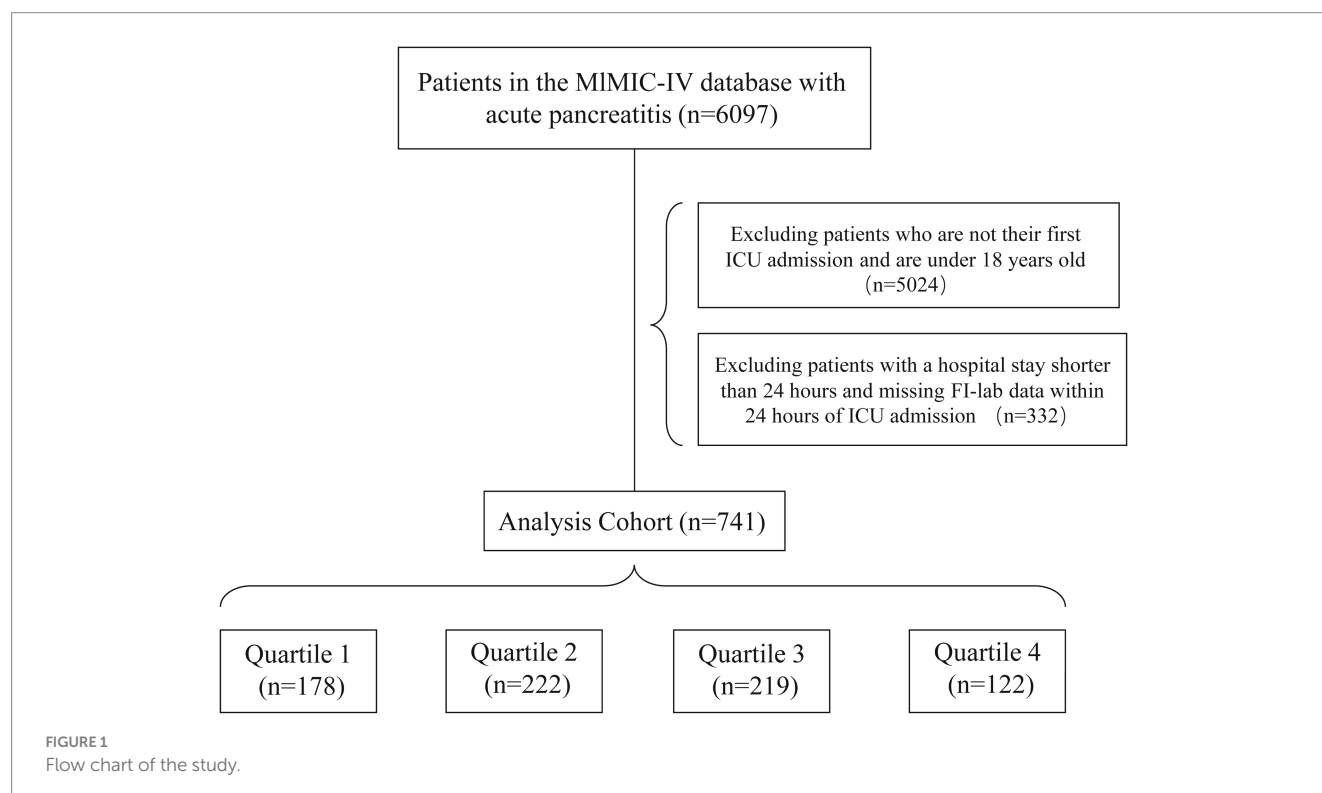 Patients in the MIMIC-IV database with
acute pancreatitis (n=6097)
Excluding patients who are not their first
ICU admission and are under 18 years old
（n=5024）
Excluding patients with a hospital stay shorter
than 24 hours and missing FI-lab data within
24 hours of ICU admission （n=332）
Analysis Cohort (n=741)
Quartile 1
(n=178)
Quartile 2
(n=222)
Quartile 3
(n=219)
Quartile 4
(n=122)
FIGURE 1
Flow chart of the study.